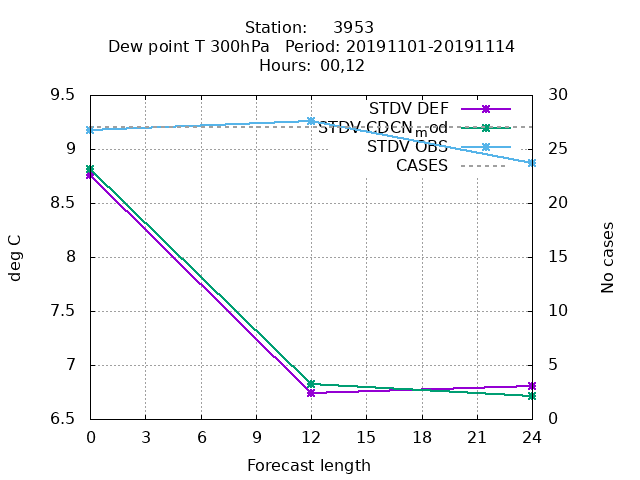 Station: 3953
Dew point T 300hPa Period: 20191101-20191114
Hours: 00,12
9.5
9
8.5
8
7.5
7
6.5
deg C
STDV DEF
STDV CDCNmod
STDV OBS
CASES
30
25
20
15
10
5
0
No cases
0 3 6 9 12 15 18 21 24
Forecast length